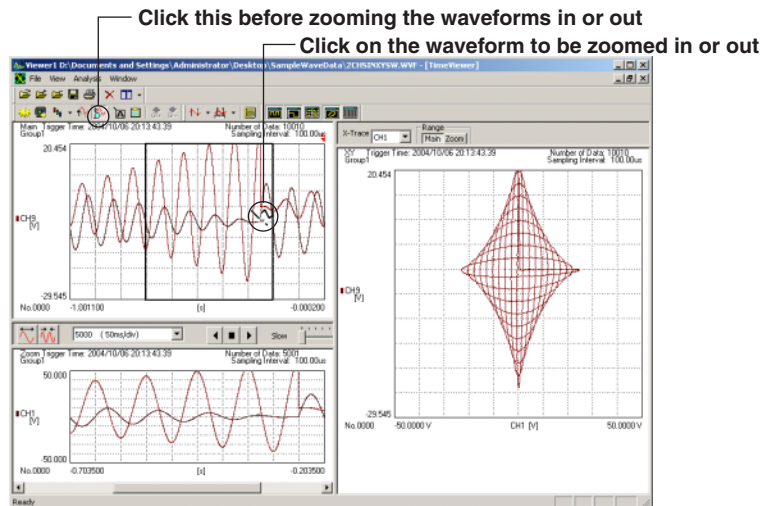 Click this before zooming the waveforms in or out
Click on the waveform to be zoomed in or out
Viewer1 D:\Documents and Settings\Administrator\Desktop\SampleWaveData\2CHSINXYSW.WVF - [TimeViewer]
File View Analysis Window
Main Trigger Time: 2004/10/06 20:13:43.39 Number of Data: 10010
Group1 Sampling Interval: 100.00us
20.454
CH9
[V]
-29.545
No.0000 -1.001100 [s] -0.000200
5000 ( 50ms/div) Slow
Zoom Trigger Time: 2004/10/06 20:13:43.39 Number of Data: 5001
Group1 Sampling Interval: 100.00us
50.000
CH1
[V]
-50.000
No.0000 -0.703500 [s] -0.203500
X-Trace CH1 Range
Main Zoom
XY Trigger Time: 2004/10/06 20:13:43.39 Number of Data: 10010
Group1 Sampling Interval: 100.00us
20.454
CH9
[V]
-29.545
No.0000 -50.0000 V CH1 [V] 50.0000 V
Ready